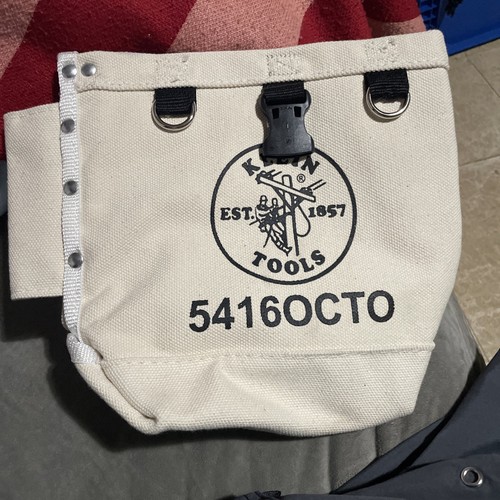 KLEIN
®
EST. 1857
TOOLS
5416OCTO